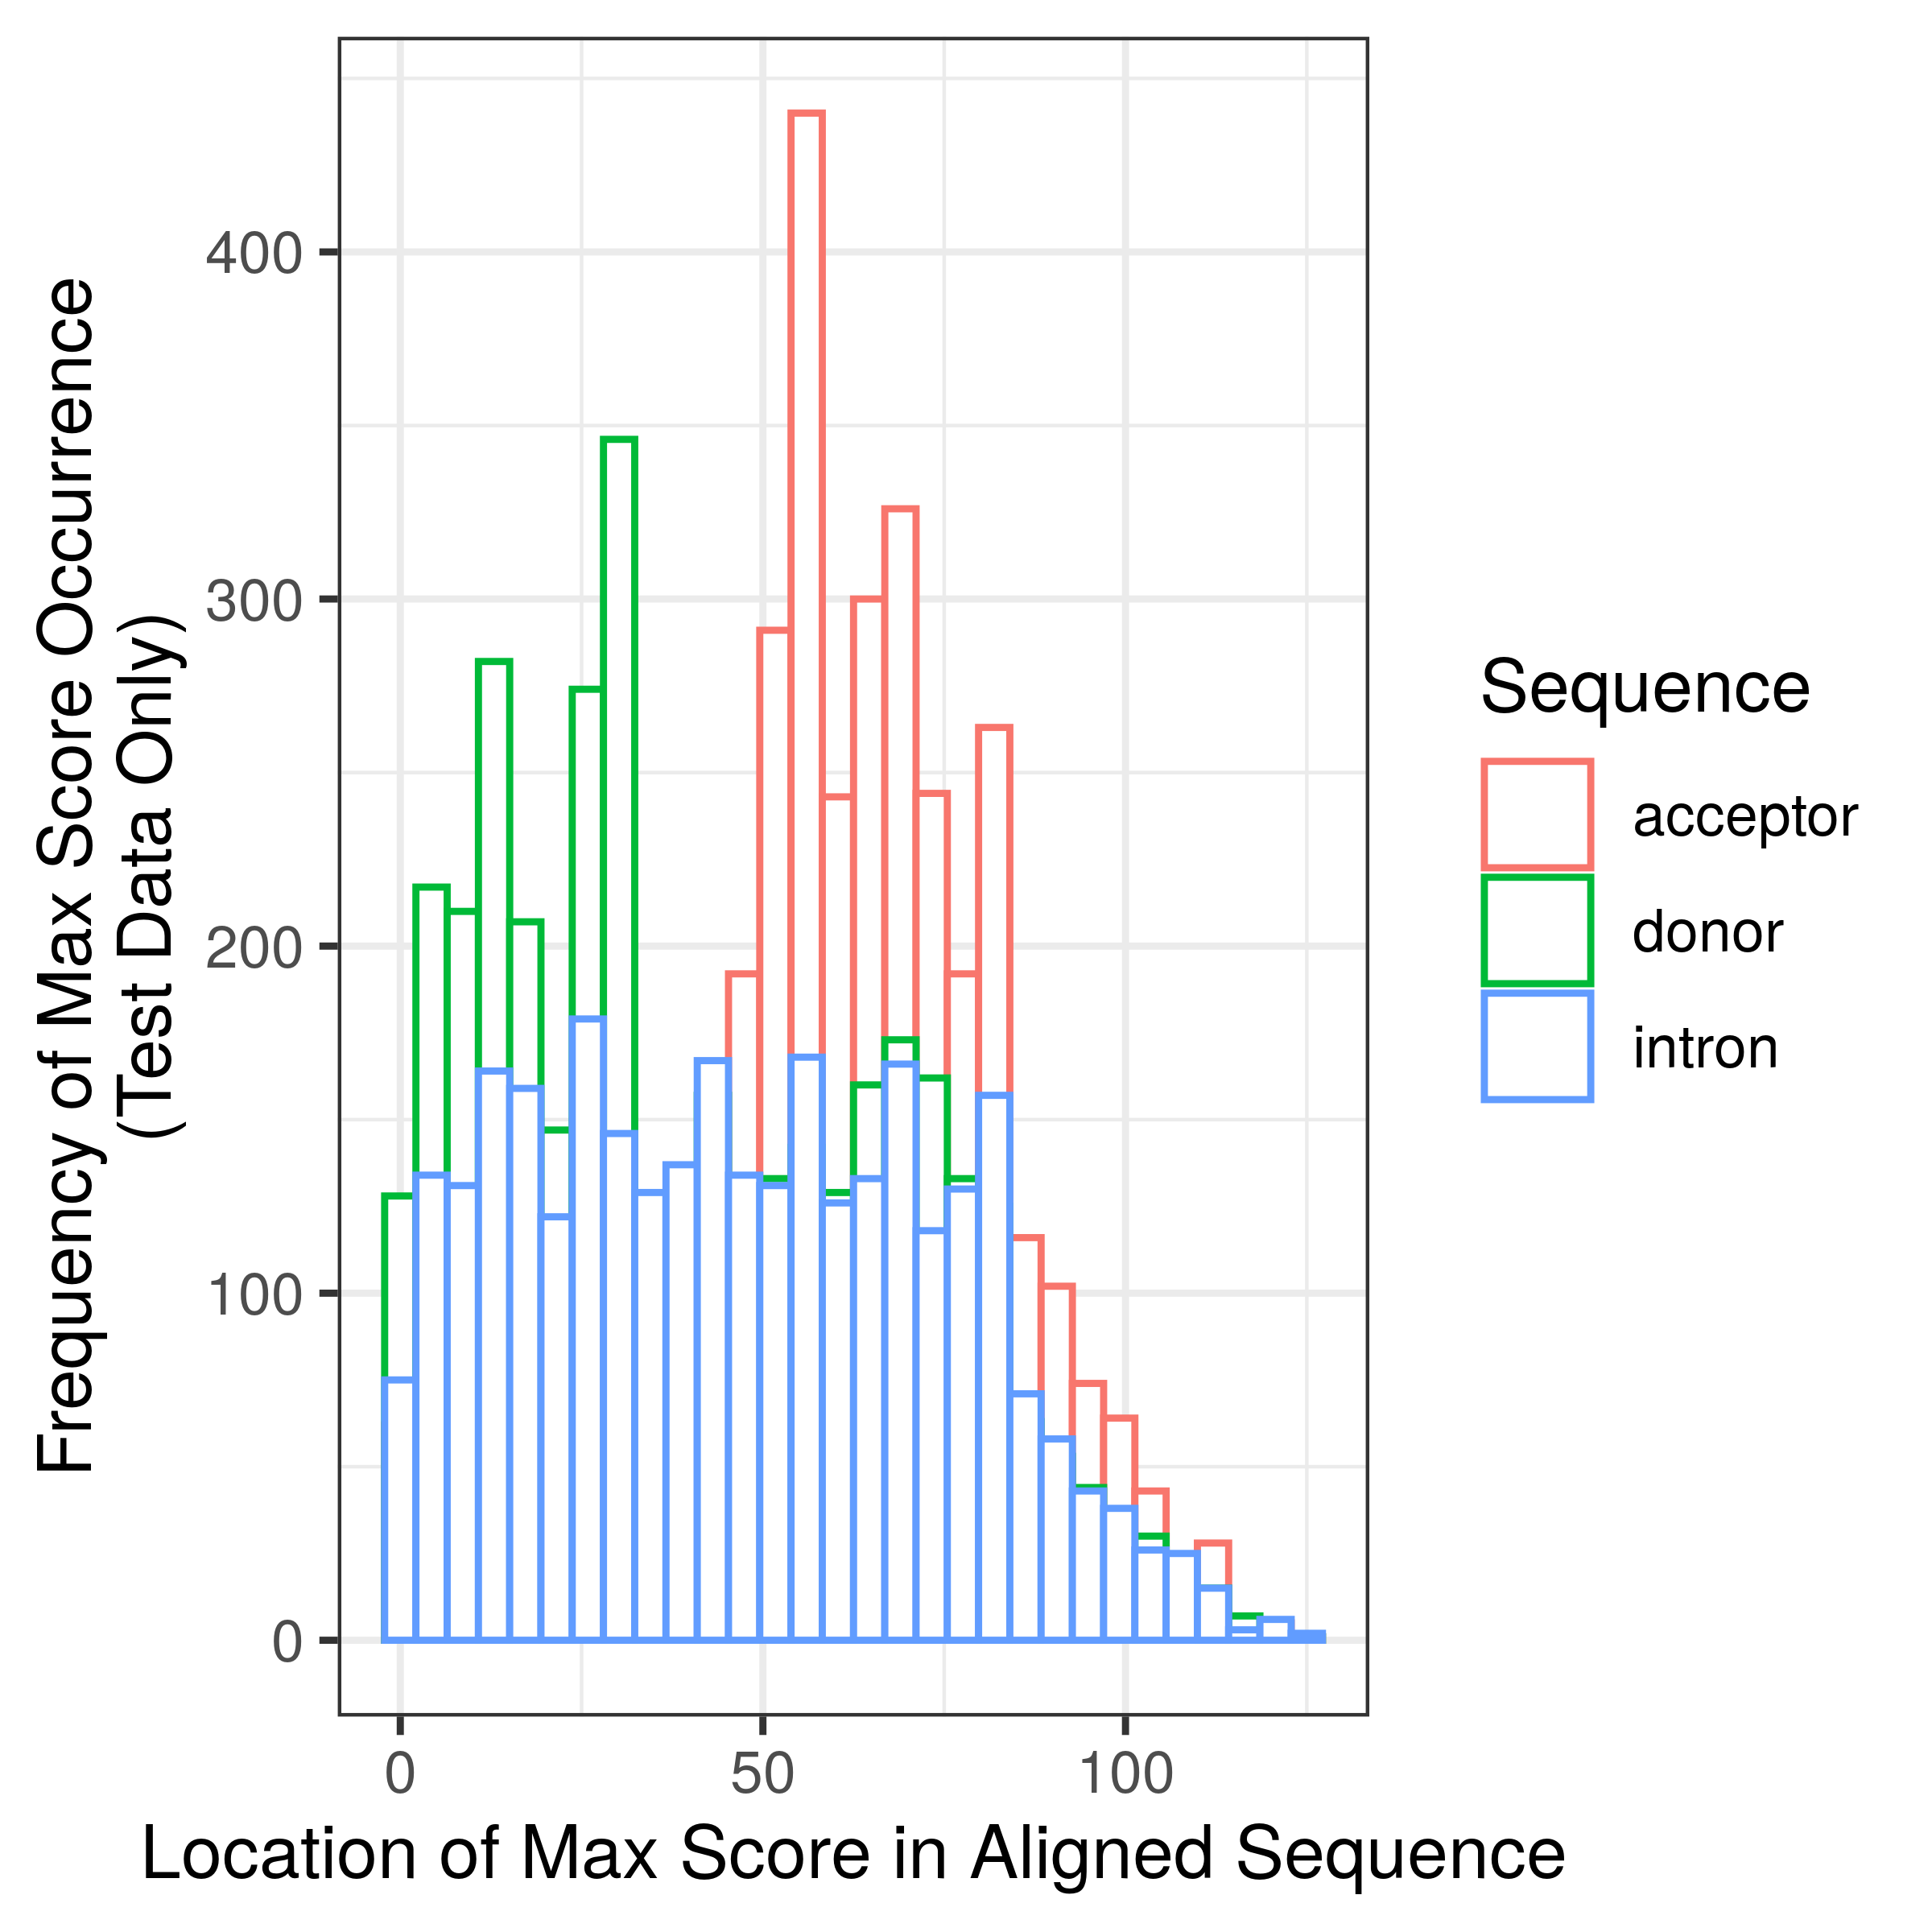 Frequency of Max Score Occurrence
(Test Data Only)
400
300
200
100
0
0 50 100
Location of Max Score in Aligned Sequence
Sequence
acceptor
donor
intron